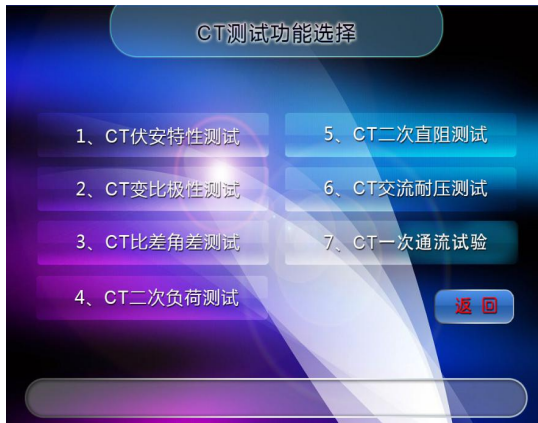 CT测试功能选择
1、CT伏安特性测试
2、CT变比极性测试
3、CT比差角差测试
4、CT二次负荷测试
5、CT二次直阻测试
6、CT交流耐压测试
7、CT一次通流试验
返 回